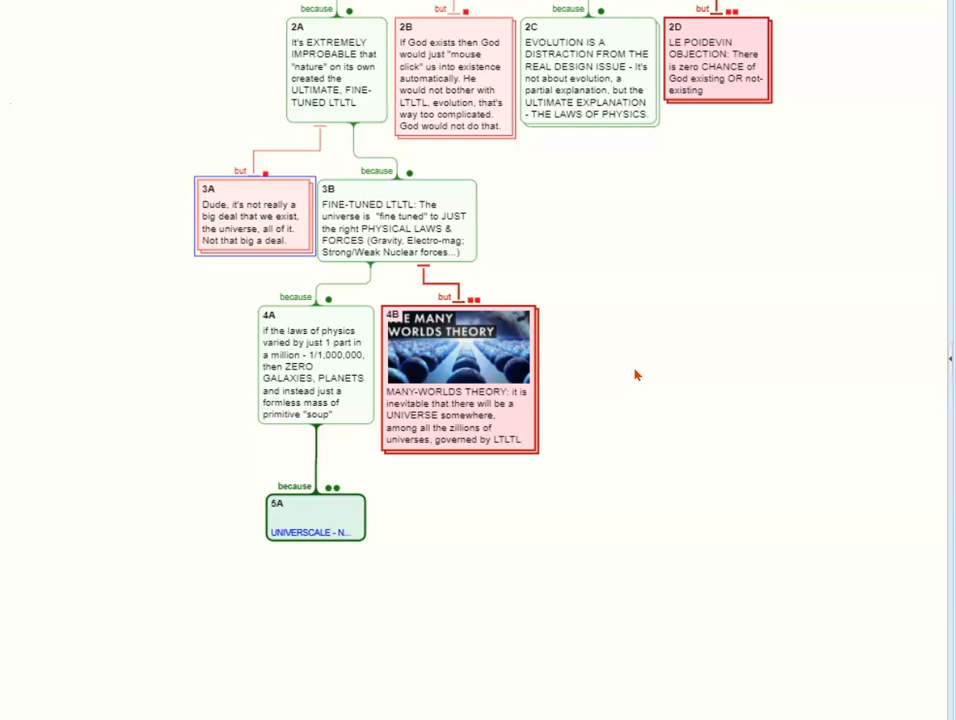 because
but
because
but
2A
It's EXTREMELY
IMPROBABLE that
"nature" on its own
created the
ULTIMATE, FINE-
TUNED LTLTL
2B
If God exists then God
would just "mouse
click" us into existence
automatically. He
would not bother with
LTLTL, evolution, that's
way too complicated.
God would not do that.
2C
EVOLUTION IS A
DISTRACTION FROM THE
REAL DESIGN ISSUE - It's
not about evolution, a
partial explanation, but the
ULTIMATE EXPLANATION
- THE LAWS OF PHYSICS.
2D
LE POIDEVIN
OBJECTION: There
is zero CHANCE of
God existing OR not-
existing
but
because
3A
Dude, it's not really a
big deal that we exist,
the universe, all of it.
Not that big a deal.
3B
FINE-TUNED LTLTL: The
universe is "fine tuned" to JUST
the right PHYSICAL LAWS &
FORCES (Gravity, Electro-mag;
Strong/Weak Nuclear forces...)
because
but
4A
if the laws of physics
varied by just 1 part in
a million - 1/1,000,000,
then ZERO
GALAXIES, PLANETS
and instead just a
formless mass of
primitive "soup"
4B
E MANY
WORLDS THEORY
MANY-WORLDS THEORY: it is
inevitable that there will be a
UNIVERSE somewhere,
among all the zillions of
universes, governed by LTLTL
because
5A
UNIVERSCALE - N...